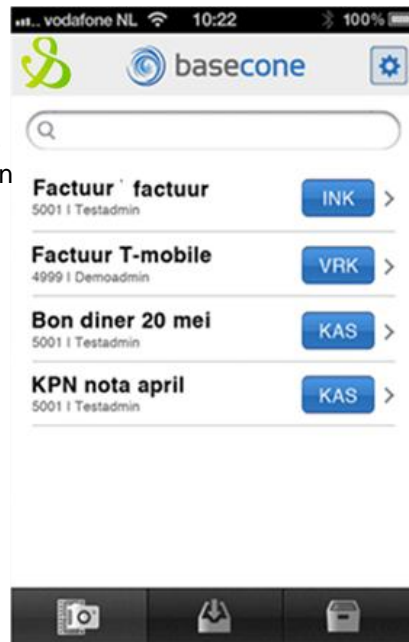 vodafone NL 10:22 100%
basecone
n
Factuur factuur
INK
5001 | Testadmin
Factuur T-mobile
VRK
4999 | Demoadmin
Bon diner 20 mei
KAS
5001 | Testadmin
KPN nota april
KAS
5001 | Testadmin